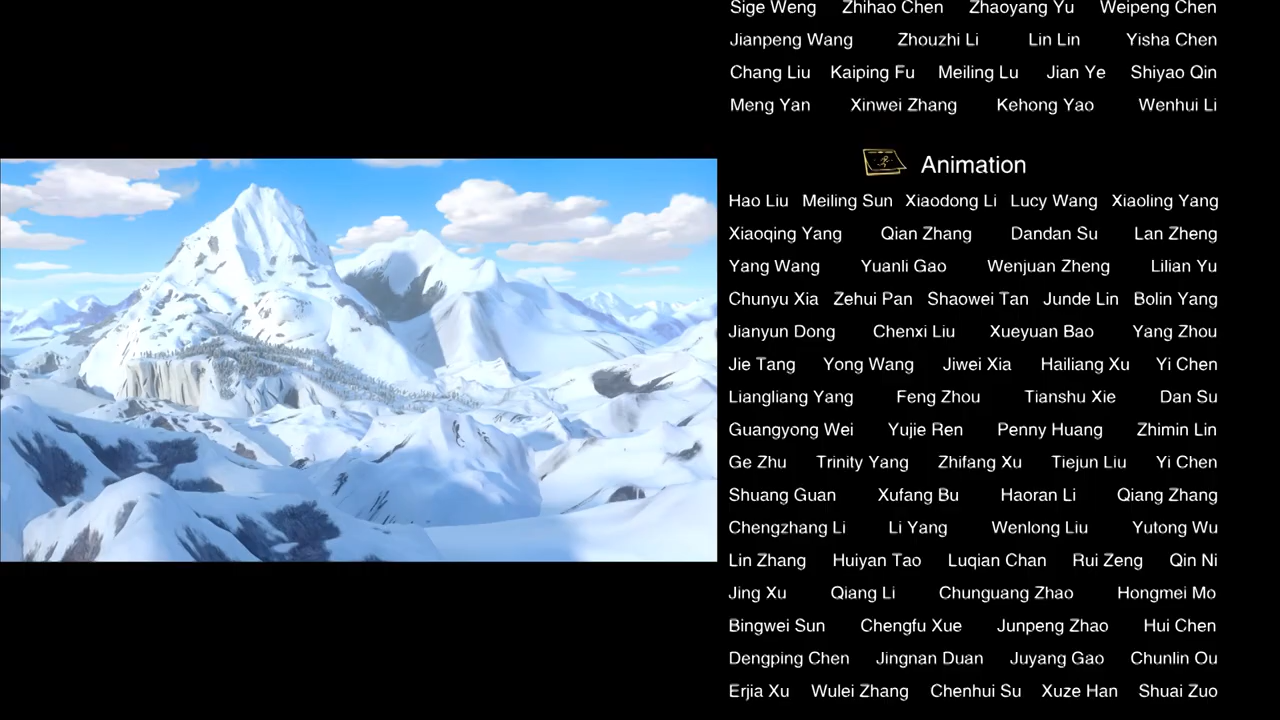 Sige Weng Zhihao Chen Zhaoyang Yu Weipeng Chen
Jianpeng Wang Zhouzhi Li Lin Lin Yisha Chen
Chang Liu Kaiping Fu Meiling Lu Jian Ye Shiyao Qin
Meng Yan Xinwei Zhang Kehong Yao Wenhui Li
Animation
Hao Liu Meiling Sun Xiaodong Li Lucy Wang Xiaoling Yang
Xiaoqing Yang Qian Zhang Dandan Su Lan Zheng
Yang Wang Yuanli Gao Wenjuan Zheng Lilian Yu
Chunyu Xia Zehui Pan Shaowei Tan Junde Lin Bolin Yang
Jianyun Dong Chenxi Liu Xueyuan Bao Yang Zhou
Jie Tang Yong Wang Jiwei Xia Hailiang Xu Yi Chen
Liangliang Yang Feng Zhou Tianshu Xie Dan Su
Guangyong Wei Yujie Ren Penny Huang Zhimin Lin
Ge Zhu Trinity Yang Zhifang Xu Tiejun Liu Yi Chen
Shuang Guan Xufang Bu Haoran Li Qiang Zhang
Chengzhang Li Li Yang Wenlong Liu Yutong Wu
Lin Zhang Huiyan Tao Luqian Chan Rui Zeng Qin Ni
Jing Xu Qiang Li Chunguang Zhao Hongmei Mo
Bingwei Sun Chengfu Xue Junpeng Zhao Hui Chen
Dengping Chen Jingnan Duan Juyang Gao Chunlin Ou
Erjia Xu Wulei Zhang Chenhui Su Xuze Han Shuai Zuo